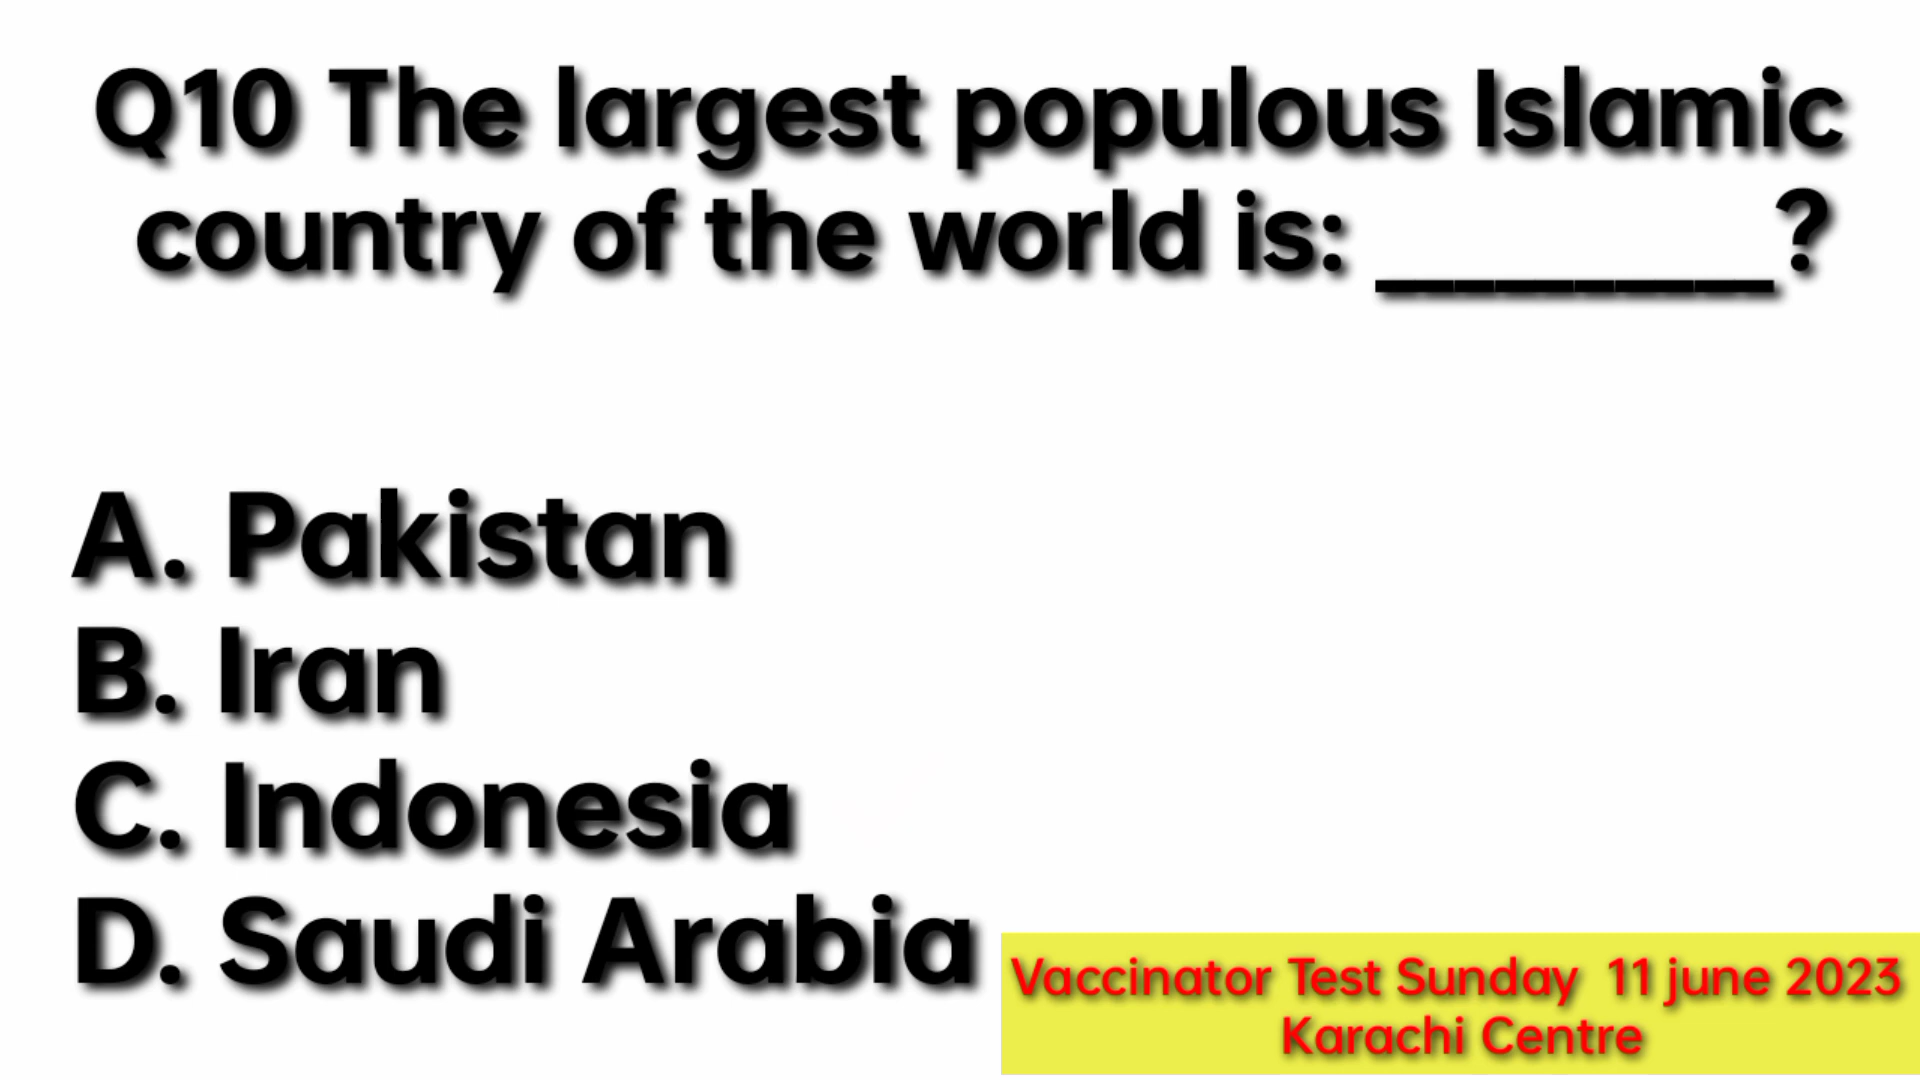 Q10 The largest populous Islamic
country of the world is: __________?
A. Pakistan
B. Iran
C. Indonesia
D. Saudi Arabia
Vaccinator Test Sunday 11 june 2023
Karachi Centre